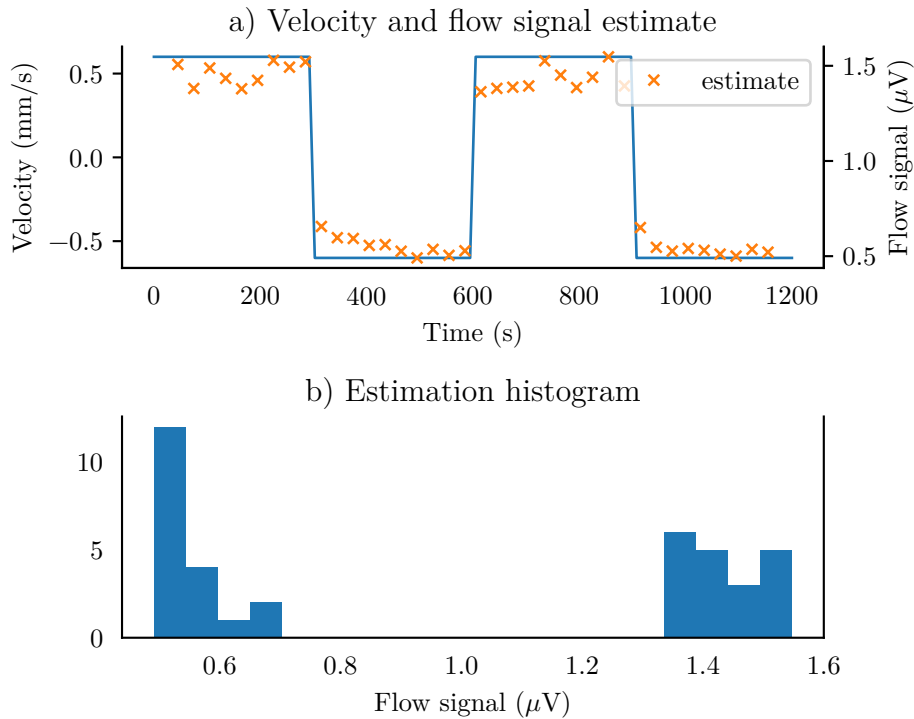 a) Velocity and flow signal estimate
0.5
0.0
−0.5
Velocity (mm/s)
estimate
1.5
1.0
0.5
Flow signal (μV)
0 200 400 600 800 1000 1200
Time (s)
b) Estimation histogram
10
5
0
0.6 0.8 1.0 1.2 1.4 1.6
Flow signal (μV)